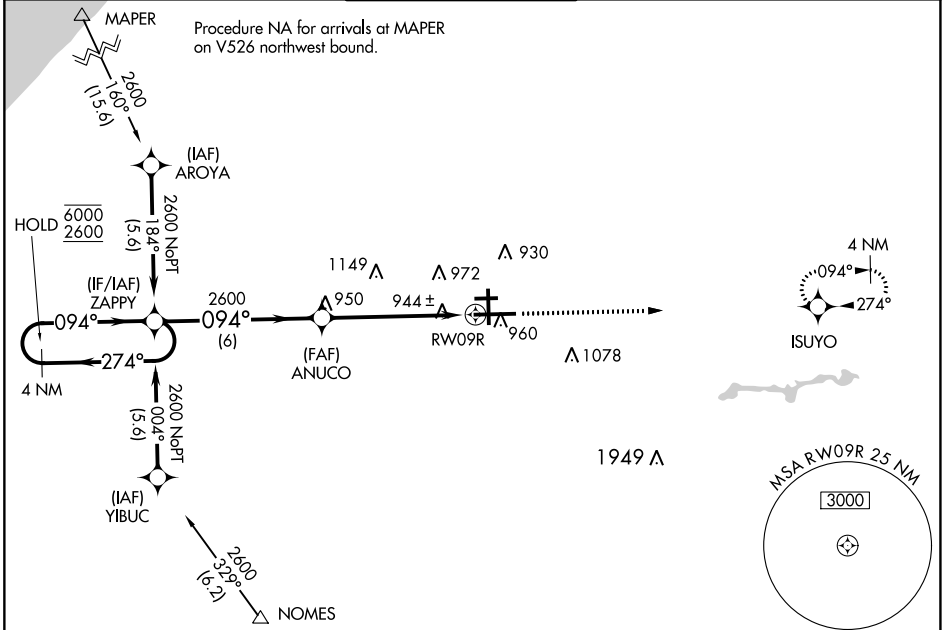 MAPER
Procedure NA for arrivals at MAPER
on V526 northwest bound.
2600
160°
(15.6)
(IAF)
AROYA
HOLD
6000
2600
2600 NoPT
184°
(5.6)
(IF/IAF)
ZAPPY
094°
274°
4 NM
2600
094°
(6)
1149
950
972
944 ±
930
960
(FAF)
ANUCO
RW09R
1078
4 NM
094°
274°
ISUYO
2600 NoPT
004°
(5.6)
(IAF)
YIBUC
2600
329°
(6.2)
NOMES
1949
MSA RW09R 25 NM
3000